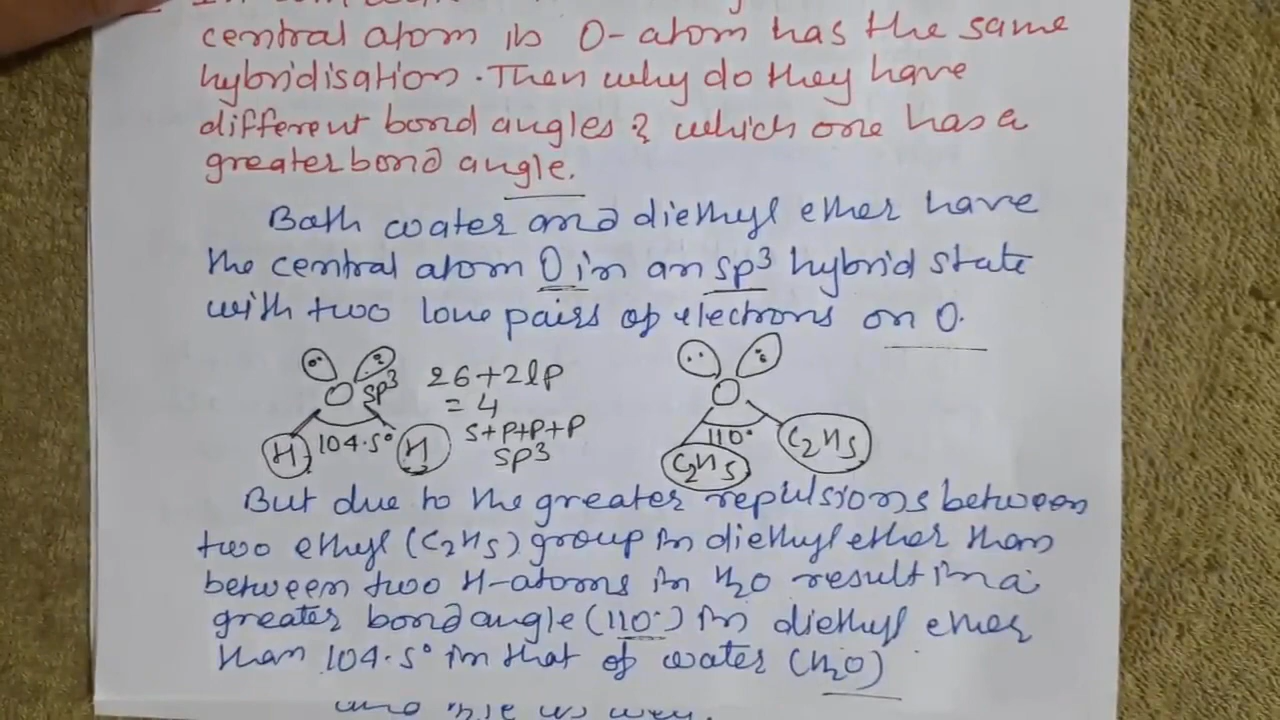 central atom is O-atom has the same
hybridisation. Then why do they have
different bond angles? which one has a
greater bond angle.
Both water and diethyl ether have
the central atom O in an sp³ hybrid state
with two lone pairs of electrons on O.
O sp³ 2б+2lp
= 4
H 104.5° H s+p+p+p
sp³
O
110°
C₂H₅ C₂H₅
But due to the greater repulsions between
two ethyl (C₂H₅) group in diethyl ether than
between two H-atoms in H₂O result in a
greater bond angle (110°) in diethyl ether
than 104.5° in that of water (H₂O)